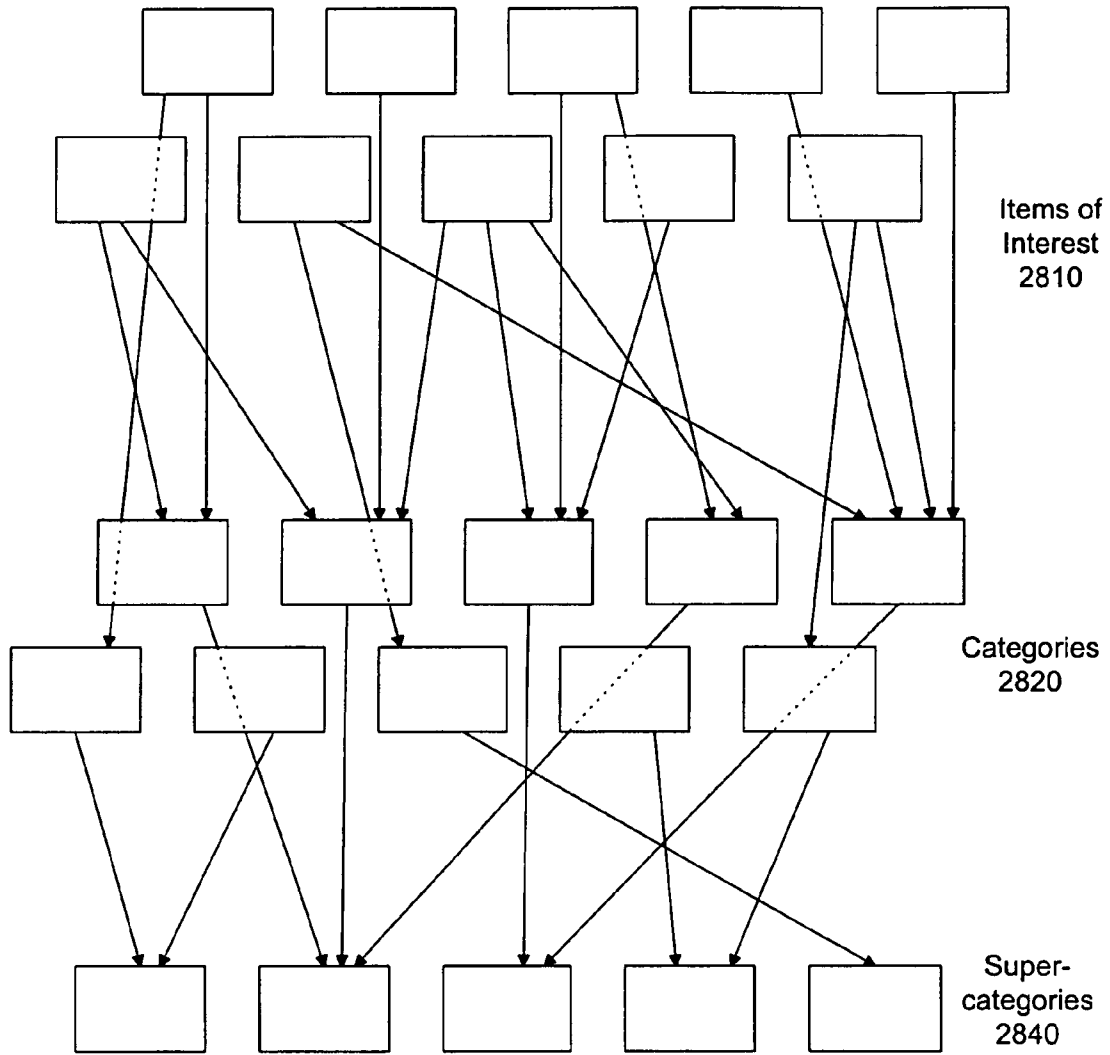 Items of
Interest
2810
Categories
2820
Super-
categories
2840